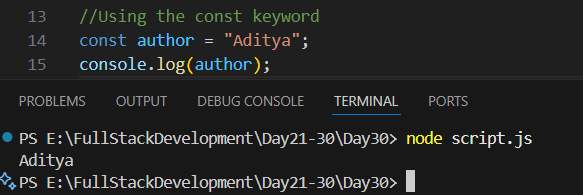 13 //Using the const keyword
14 const author = "Aditya";
15 console.log(author);
PROBLEMS OUTPUT DEBUG CONSOLE TERMINAL PORTS
PS E:\FullStackDevelopment\Day21-30\Day30> node script.js
Aditya
PS E:\FullStackDevelopment\Day21-30\Day30>